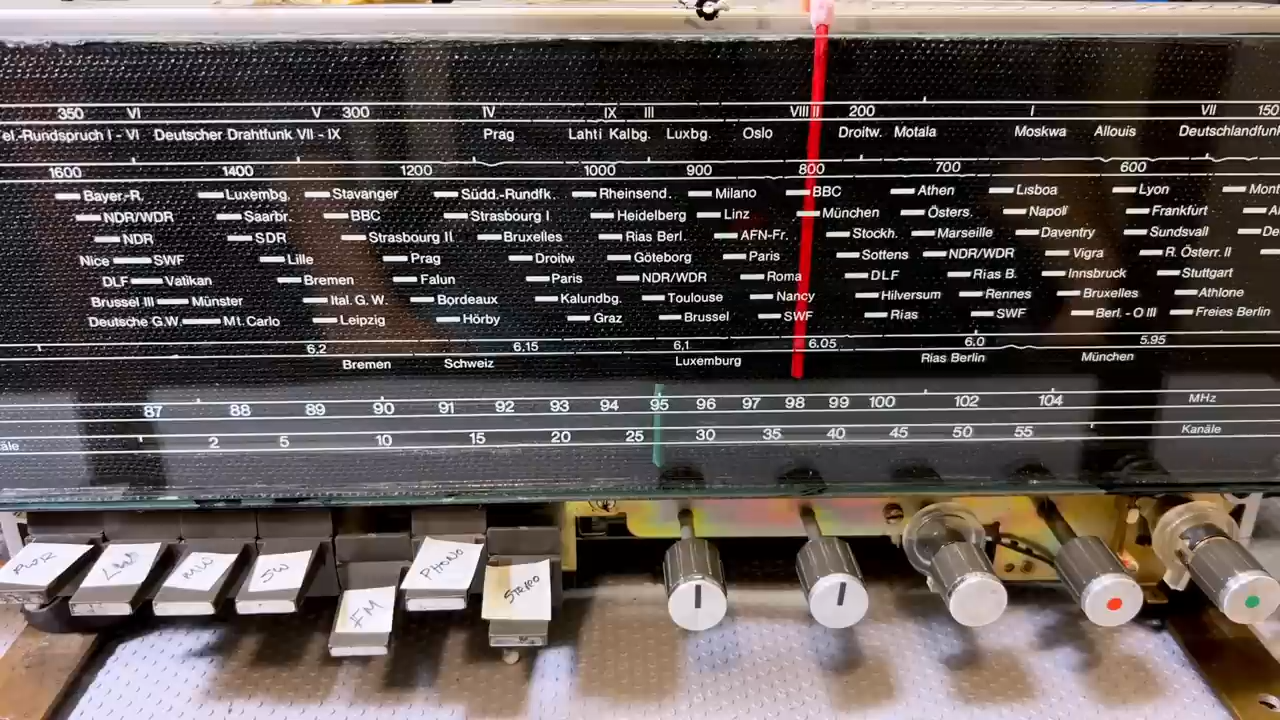 350 VI V 300 IV IX III VIII II 200 I VII 150
el.-Rundspruch I - VI Deutscher Drahtfunk VII - IX Prag Lahti Kalbg. Luxbg. Oslo Droitw. Motala Moskwa Allouis Deutschlandfun
1600 1400 1200 1000 900 800 700 600
Bayer.-R. Luxembg. Stavanger Südd.-Rundfk. Rheinsend. Milano BBC Athen Lisboa Lyon Mont
NDR/WDR Saarbr. BBC Strasbourg I Heidelberg Linz München Österr. Napoli Frankfurt
NDR SDR Strasbourg II Bruxelles Rias Berl. AFN-Fr. Stockh. Marseille Daventry Sundsvall De
Nice SWF Lille Prag Droitw Göteborg Paris Sottens NDR/WDR Vigra R. Österr. II
DLF Vatikan Bremen Falun Paris NDR/WDR Roma DLF Rias B. Innsbruck Stuttgart
Brussel III Münster Ital. G. W. Bordeaux Kalundbg. Toulouse Nancy Hilversum Rennes Bruxelles Athlone
Deutsche G.W. Mt. Carlo Leipzig Hörby Graz Brussel SWF Rias SWF Berl. - O III Freies Berlin
6.2 6.15 6,1 6.05 6.0 5.95
Bremen Schweiz Luxemburg Rias Berlin München
87 88 89 90 91 92 93 94 95 96 97 98 99 100 102 104 MHz
äle 2 5 10 15 20 25 30 35 40 45 50 55 Kanäle
PWR LW MW SW FM PHONO STEREO